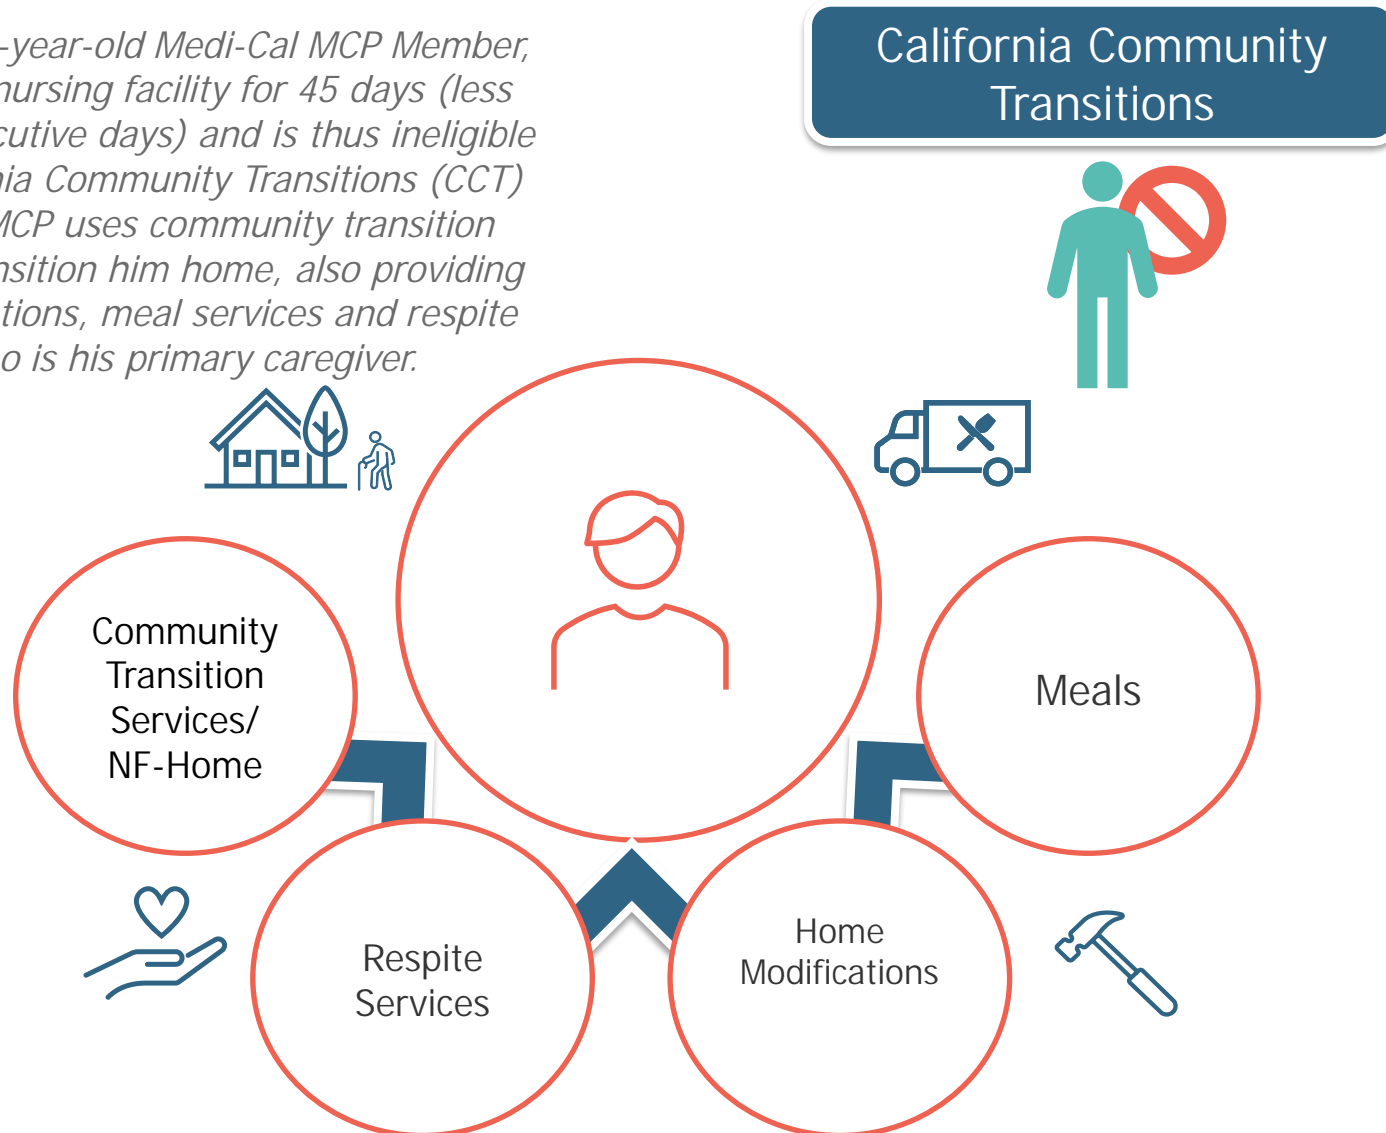 -year-old Medi-Cal MCP Member,
nursing facility for 45 days (less
cutive days) and is thus ineligible
nia Community Transitions (CCT)
MCP uses community transition
nsition him home, also providing
tions, meal services and respite
o is his primary caregiver.
California Community
Transitions
Community
Transition
Services/
NF-Home
Meals
Respite
Services
Home
Modifications